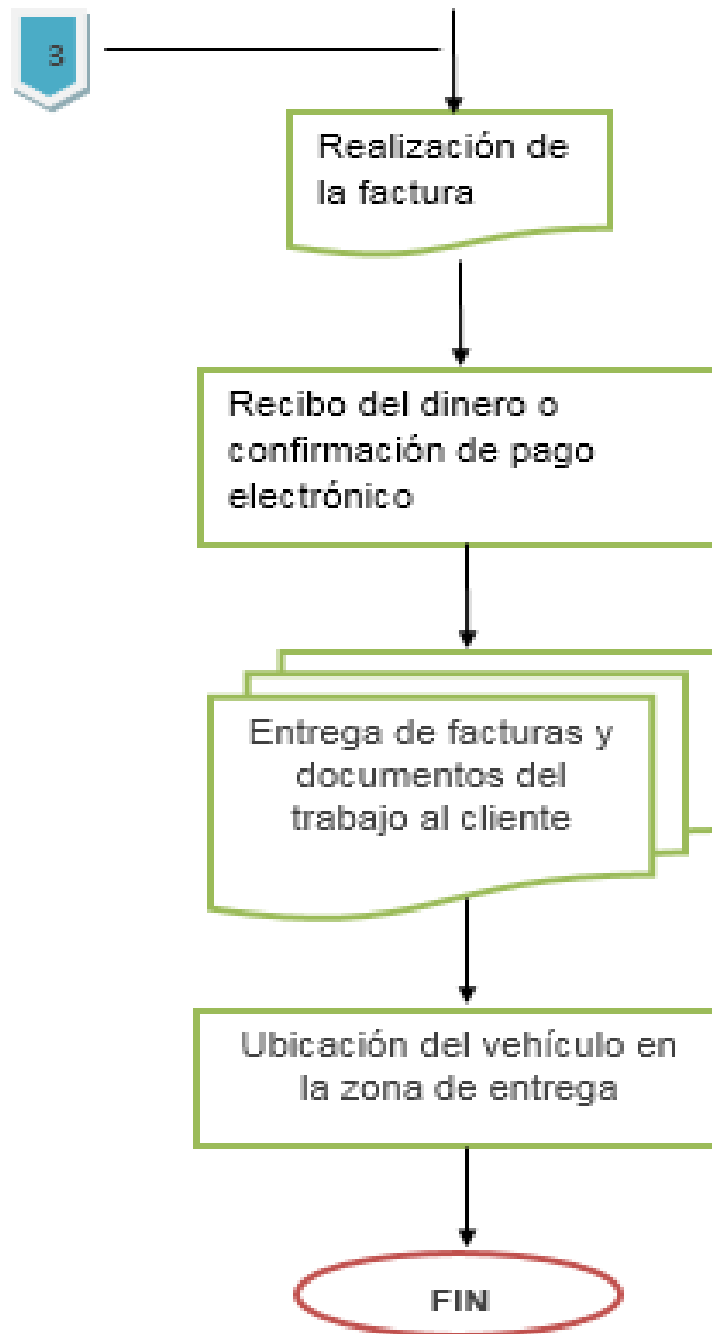 3
Realización de
la factura
Recibo del dinero o
confirmación de pago
electrónico
Entrega de facturas y
documentos del
trabajo al cliente
Ubicación del vehículo en
la zona de entrega
FIN